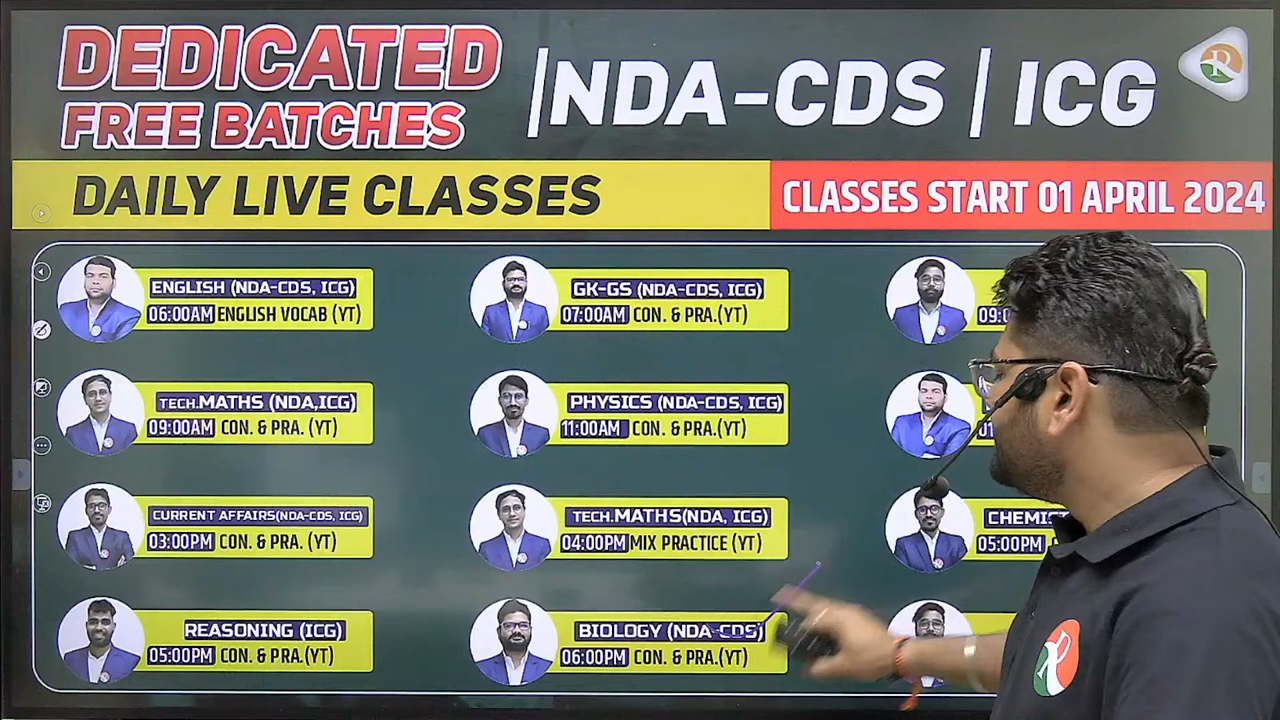 DEDICATED
FREE BATCHES
|NDA-CDS | ICG
DAILY LIVE CLASSES
CLASSES START 01 APRIL 2024
ENGLISH (NDA-CDS, ICG)
06:00AM ENGLISH VOCAB (YT)
GK-GS (NDA-CDS, ICG)
07:00AM CON. & PRA.(YT)
TECH.MATHS (NDA,ICG)
09:00AM CON. & PRA. (YT)
PHYSICS (NDA-CDS, ICG)
11:00AM CON. & PRA.(YT)
CURRENT AFFAIRS(NDA-CDS, ICG)
03:00PM CON. & PRA. (YT)
TECH.MATHS(NDA, ICG)
04:00PM MIX PRACTICE (YT)
05:00PM
REASONING (ICG)
05:00PM CON. & PRA.(YT)
BIOLOGY (NDA-CDS)
06:00PM CON. & PRA.(YT)